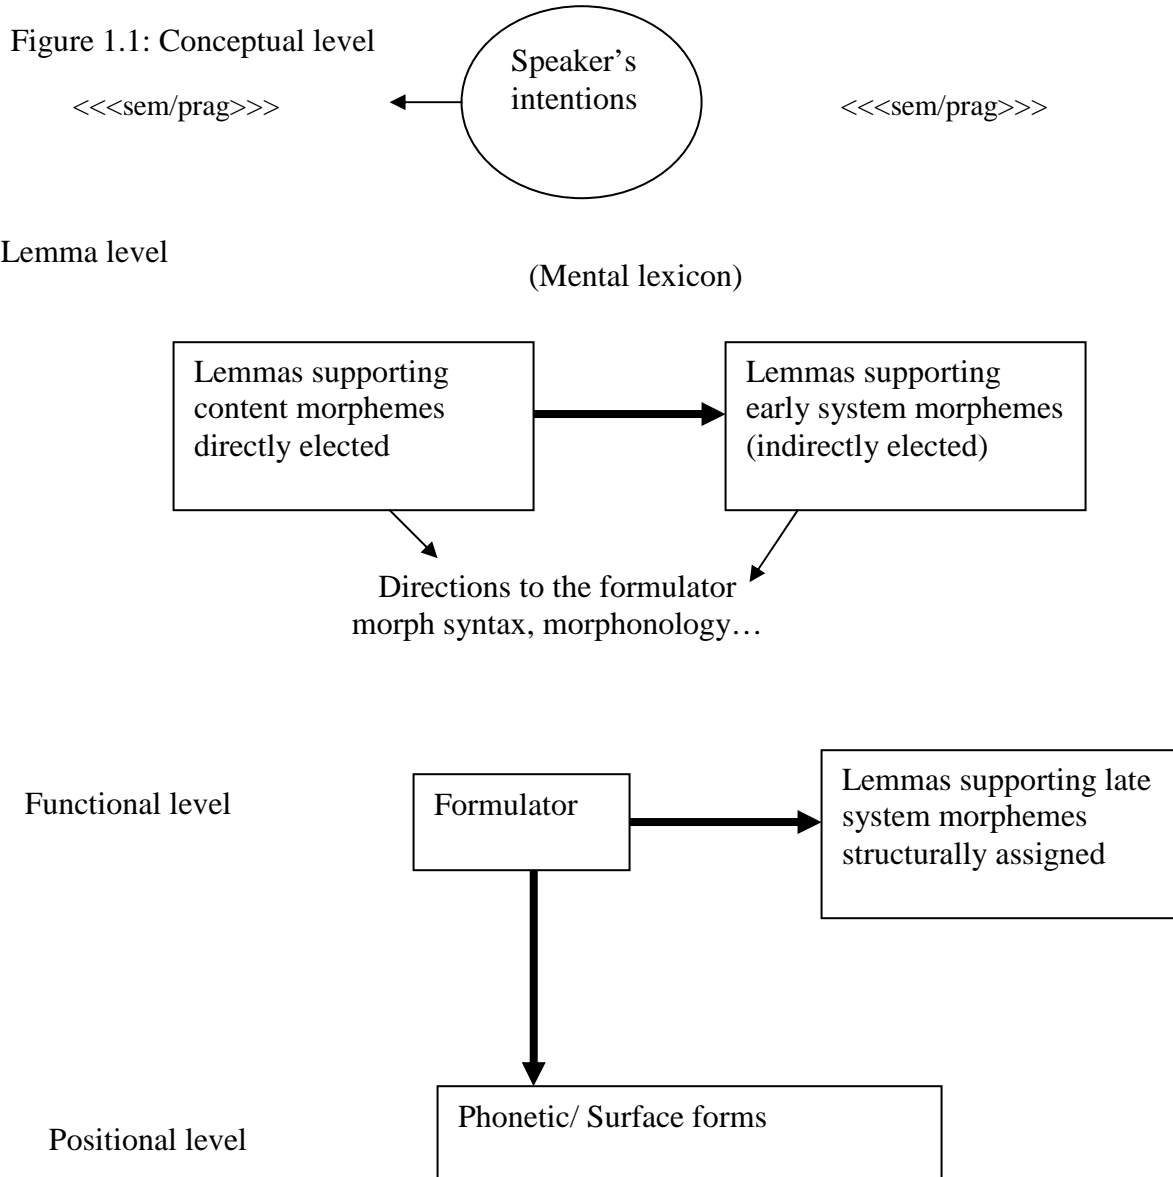 Figure 1.1: Conceptual level
Speaker's
intentions
<<<sem/prag>>>
<<<sem/prag>>>
Lemma level
(Mental lexicon)
Lemmas supporting
content morphemes
directly elected
Lemmas supporting
early system morphemes
(indirectly elected)
Directions to the formulator
morph syntax, morphonology…
Functional level
Formulator
Lemmas supporting late
system morphemes
structurally assigned
Phonetic/ Surface forms
Positional level